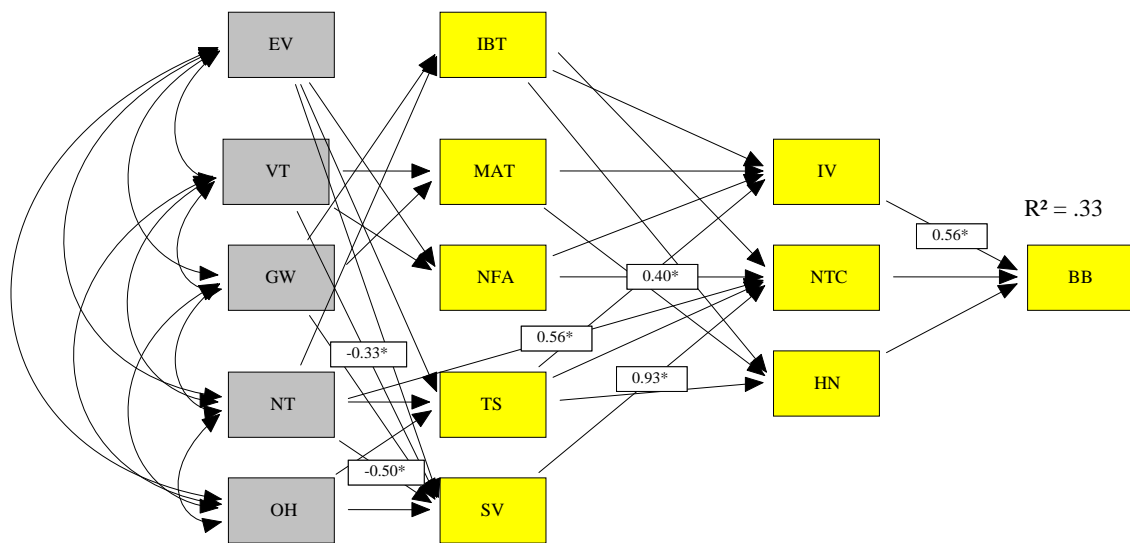 EV
IBT
VT
MAT
IV
R² = .33
0.56*
GW
NFA
0.40*
NTC
BB
-0.33*
0.56*
0.93*
NT
TS
HN
-0.50*
OH
SV